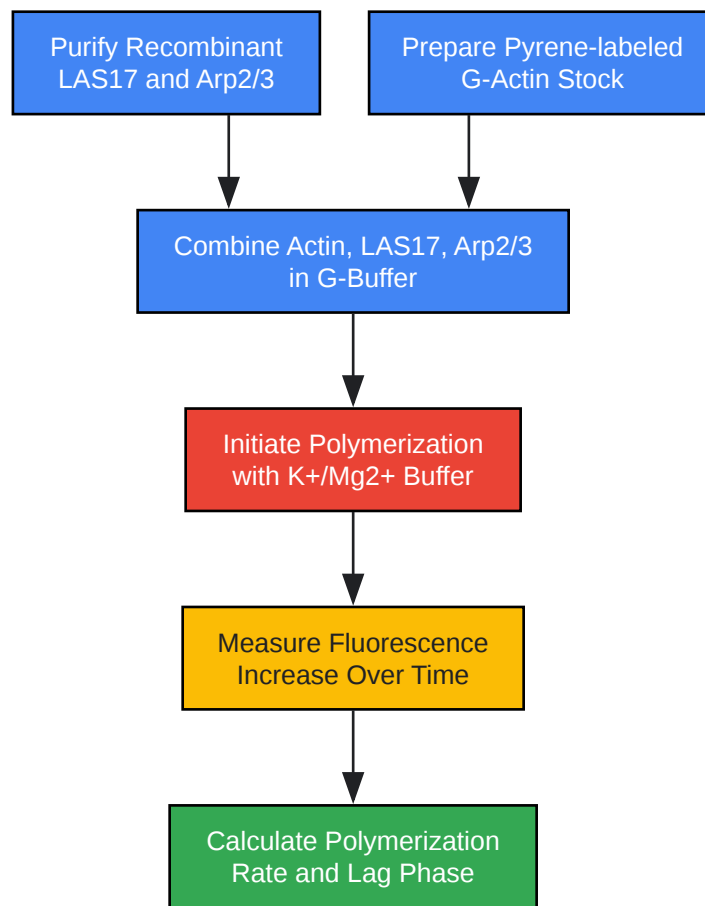 Purify Recombinant
LAS17 and Arp2/3
Prepare Pyrene-labeled
G-Actin Stock
Combine Actin, LAS17, Arp2/3
in G-Buffer
Initiate Polymerization
with K+/Mg2+ Buffer
Measure Fluorescence
Increase Over Time
Calculate Polymerization
Rate and Lag Phase